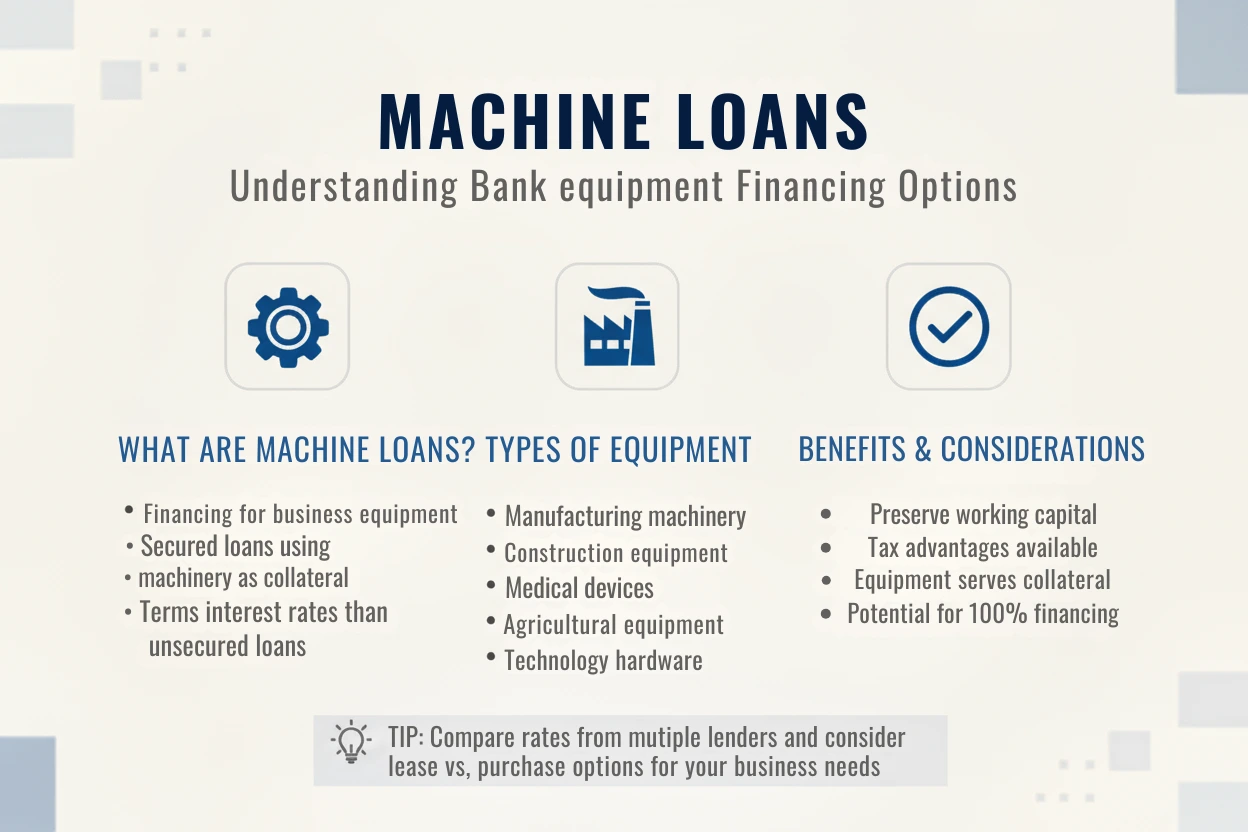 MACHINE LOANS
Understanding Bank equipment Financing Options
WHAT ARE MACHINE LOANS?
• Financing for business equipment
• Secured loans using
• machinery as collateral
• Terms interest rates than
unsecured loans
TYPES OF EQUIPMENT
• Manufacturing machinery
• Construction equipment
• Medical devices
• Agricultural equipment
• Technology hardware
BENEFITS & CONSIDERATIONS
• Preserve working capital
• Tax advantages available
• Equipment serves collateral
• Potential for 100% financing
TIP: Compare rates from mutiple lenders and consider
lease vs, purchase options for your business needs